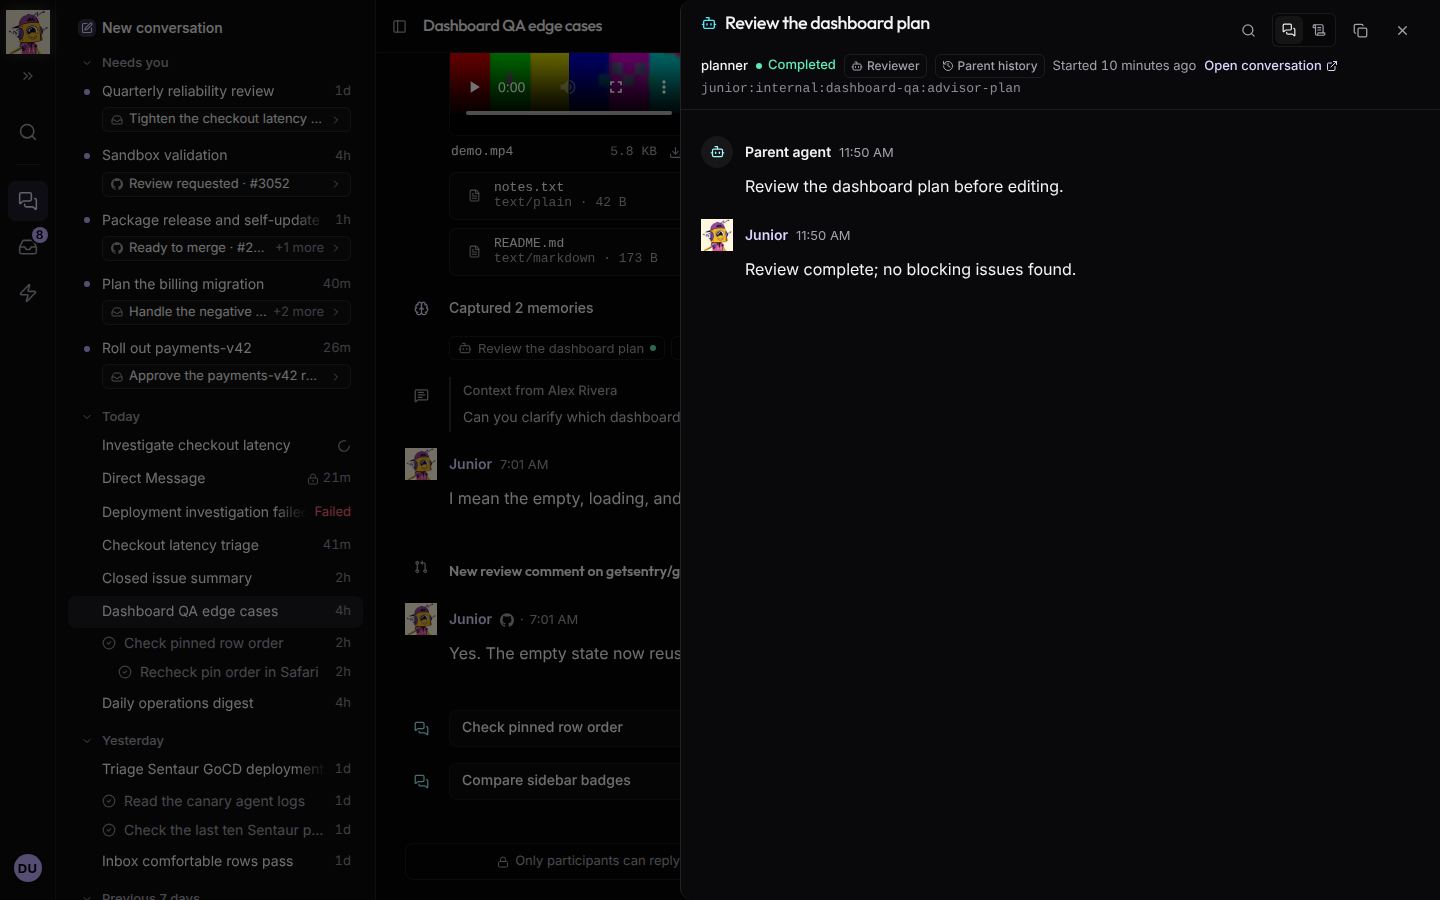 New conversation
Needs you
Quarterly reliability review 1d
Tighten the checkout latency ...
Sandbox validation 4h
Review requested · #3052
Package release and self-update 1h
Ready to merge · #2... +1 more
8
Plan the billing migration 40m
Handle the negative ... +2 more
Roll out payments-v42 26m
Approve the payments-v42 r...
Today
Investigate checkout latency
Direct Message 21m
Deployment investigation failed Failed
Checkout latency triage 41m
Closed issue summary 2h
Dashboard QA edge cases 4h
Check pinned row order 2h
Recheck pin order in Safari 2h
Daily operations digest 4h
Yesterday
Triage Sentaur GoCD deployment 1d
Read the canary agent logs 1d
Check the last ten Sentaur p... 1d
Inbox comfortable rows pass 1d
Previous 7 days
DU
Dashboard QA edge cases
0:00
demo.mp4 5.8 KB
notes.txt
text/plain · 42 B
README.md
text/markdown · 173 B
Captured 2 memories
Review the dashboard plan
Context from Alex Rivera
Can you clarify which dashboard
Junior 7:01 AM
I mean the empty, loading, and
New review comment on getsentry/g
Junior · 7:01 AM
Yes. The empty state now reus
Check pinned row order
Compare sidebar badges
Only participants can reply
Review the dashboard plan
planner Completed Reviewer Parent history Started 10 minutes ago Open conversation
junior:internal:dashboard-qa:advisor-plan
Parent agent 11:50 AM
Review the dashboard plan before editing.
Junior 11:50 AM
Review complete; no blocking issues found.